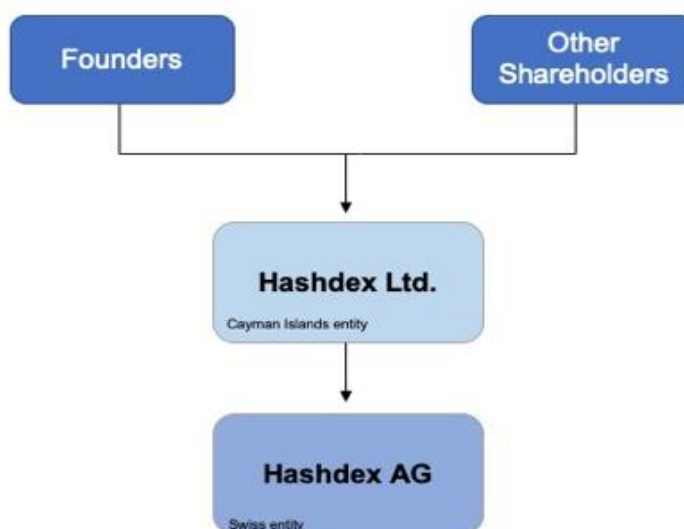 Founders
Other
Shareholders
Hashdex Ltd.
Cayman Islands entity
Hashdex AG
Swiss entity